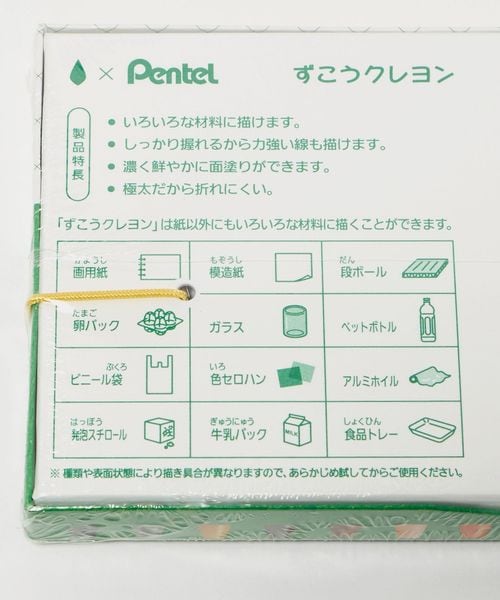 × Pentel ずこうクレヨン
製品特長
● いろいろな材料に描けます。
● しっかり握れるから力強い線も描けます。
● 濃く鮮やかに面塗りができます。
● 極太だから折れにくい。
「ずこうクレヨン」は紙以外にもいろいろな材料に描くことができます。
がようし もぞうし だん
画用紙 模造紙 段ボール
たまご
卵パック ガラス ペットボトル
ぶくろ いろ
ビニール袋 色セロハン アルミホイル
はっぽう ぎゅうにゅう しょくひん
発泡スチロール 牛乳パック MILK 食品トレー
※ 種類や表面状態により描き具合が異なりますので、あらかじめ試してからご使用ください。